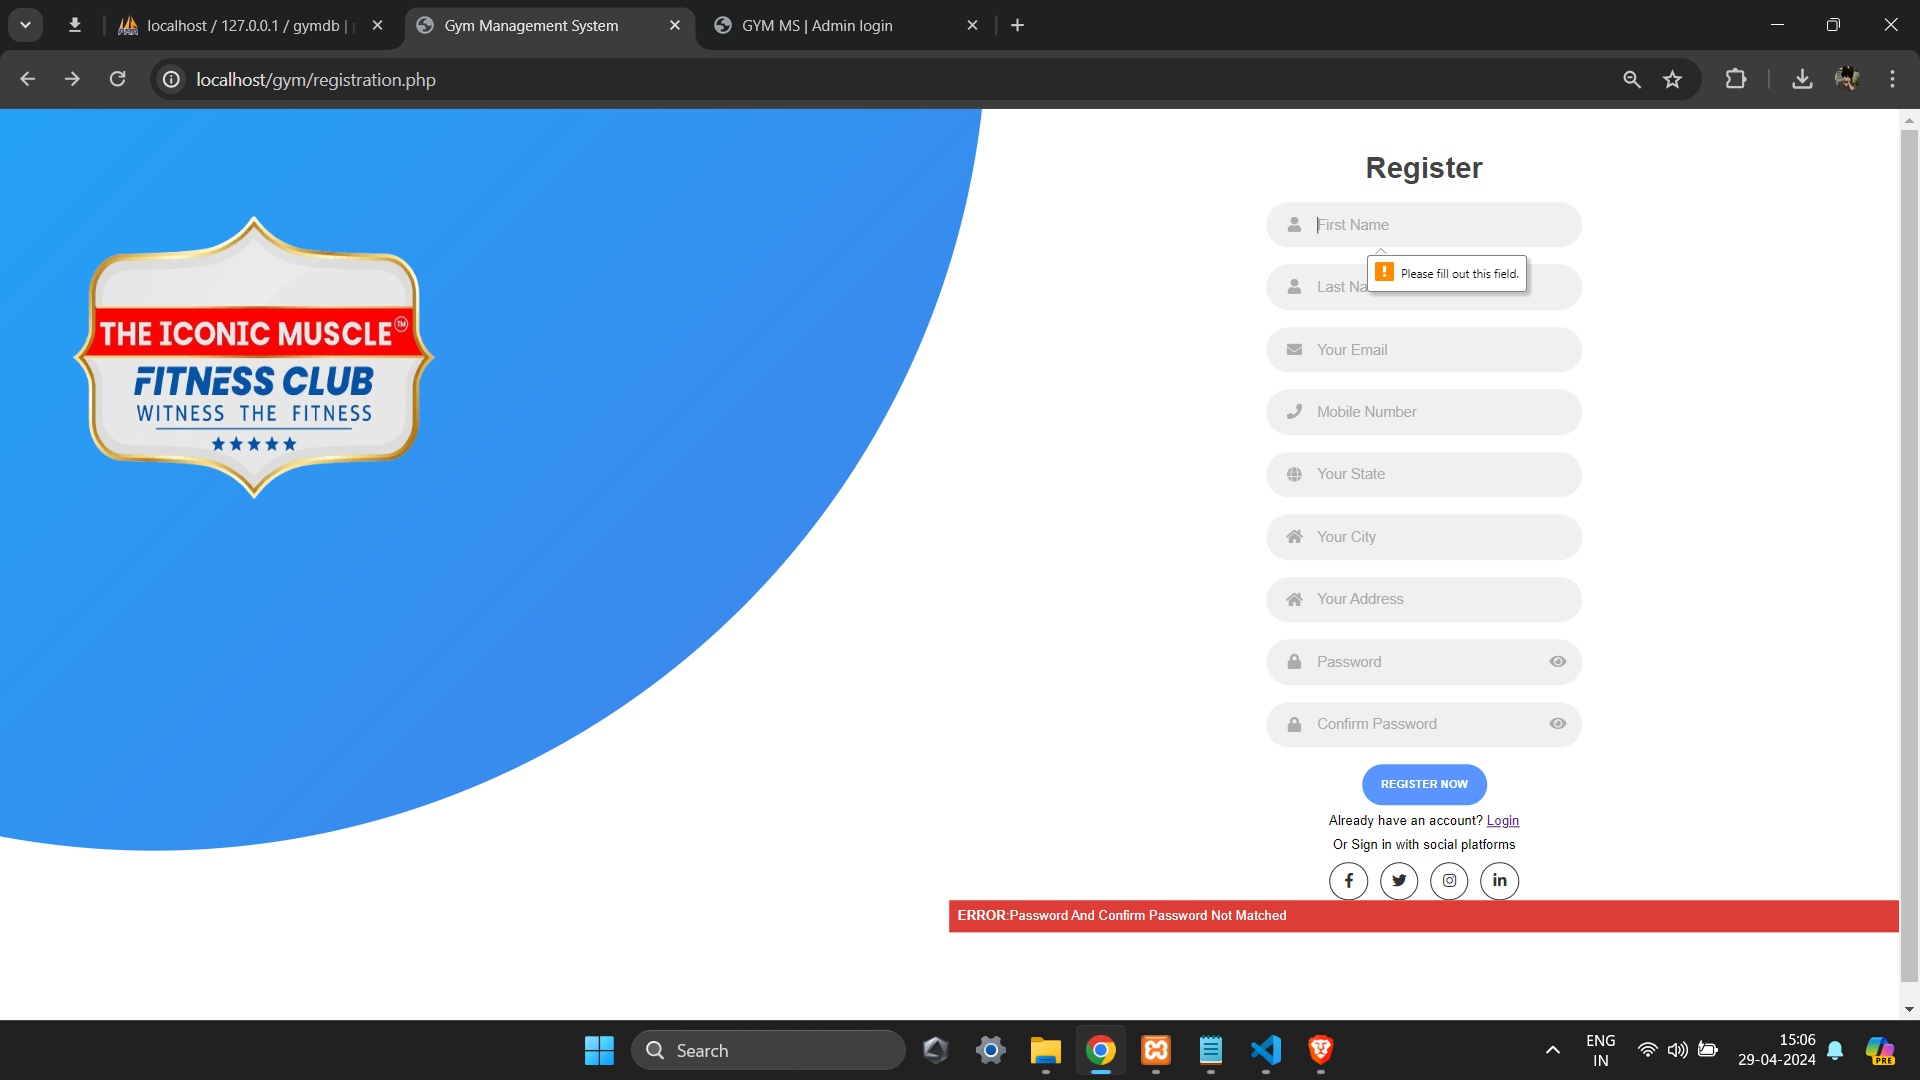 localhost / 127.0.0.1 / gymdb |
Gym Management System
GYM MS | Admin login
localhost/gym/registration.php
THE ICONIC MUSCLE™
FITNESS CLUB
WITNESS THE FITNESS
Register
First Name
Please fill out this field.
Last Na
Your Email
Mobile Number
Your State
Your City
Your Address
Password
Confirm Password
REGISTER NOW
Already have an account? Login
Or Sign in with social platforms
ERROR:Password And Confirm Password Not Matched
Search
ENG
IN
15:06
29-04-2024
PRE